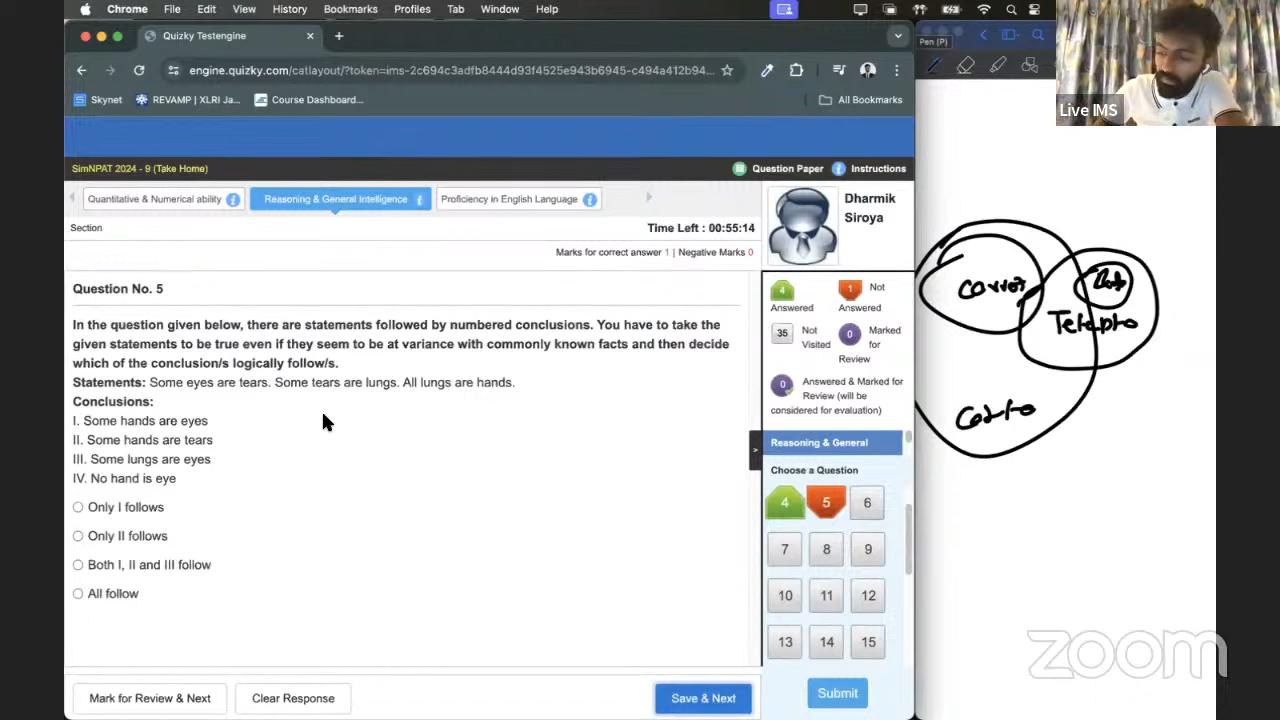 Chrome File Edit View History Bookmarks Profiles Tab Window Help
Quizky Testengine
Pen (P)
engine.quizky.com/catlayout/?token=ims-2c694c3adfb8444d93f4525e943b6945-c494a412b94...
Skynet REVAMP | XLRI Ja... Course Dashboard... All Bookmarks
Live IMS
SimNPAT 2024 - 9 (Take Home) Question Paper Instructions
Quantitative & Numerical ability Reasoning & General Intelligence Proficiency in English Language
Dharmik Siroya
Section Time Left : 00:55:14
Marks for correct answer 1 | Negative Marks 0
Question No. 5
In the question given below, there are statements followed by numbered conclusions. You have to take the
given statements to be true even if they seem to be at variance with commonly known facts and then decide
which of the conclusion/s logically follow/s.
Statements: Some eyes are tears. Some tears are lungs. All lungs are hands.
Conclusions:
I. Some hands are eyes
II. Some hands are tears
III. Some lungs are eyes
IV. No hand is eye
Only I follows
Only II follows
Both I, II and III follow
All follow
Mark for Review & Next Clear Response Save & Next
4 Answered
1 Not Answered
35 Not Visited
0 Marked for Review
0 Answered & Marked for Review (will be considered for evaluation)
Reasoning & General
Choose a Question
4 5 6
7 8 9
10 11 12
13 14 15
Submit
zoom